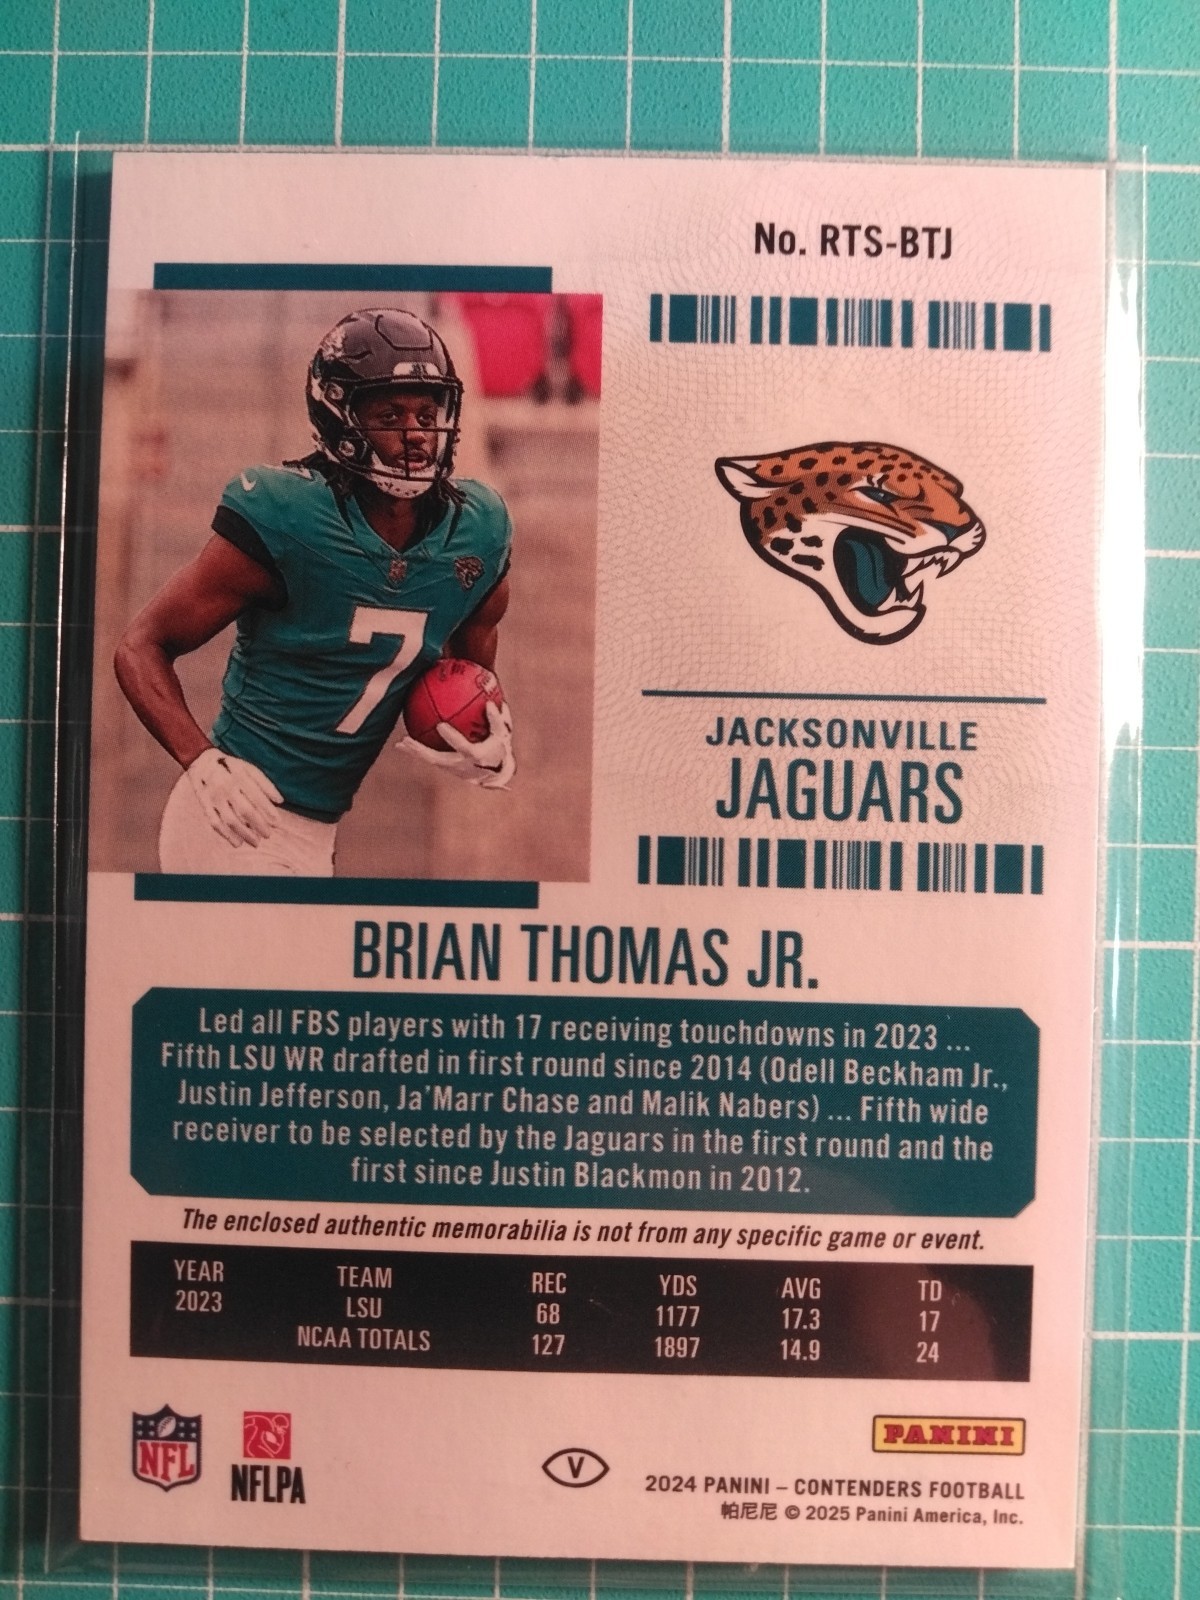 No. RTS-BTJ
7
JACKSONVILLE
JAGUARS
BRIAN THOMAS JR.
Led all FBS players with 17 receiving touchdowns in 2023 ...
Fifth LSU WR drafted in first round since 2014 (Odell Beckham Jr.,
Justin Jefferson, Ja'Marr Chase and Malik Nabers) ... Fifth wide
receiver to be selected by the Jaguars in the first round and the
first since Justin Blackmon in 2012.
The enclosed authentic memorabilia is not from any specific game or event.
YEAR TEAM REC YDS AVG TD
2023 LSU 68 1177 17.3 17
NCAA TOTALS 127 1897 14.9 24
NFL
NFLPA
V
PANINI
2024 PANINI – CONTENDERS FOOTBALL
帕尼尼 © 2025 Panini America, Inc.